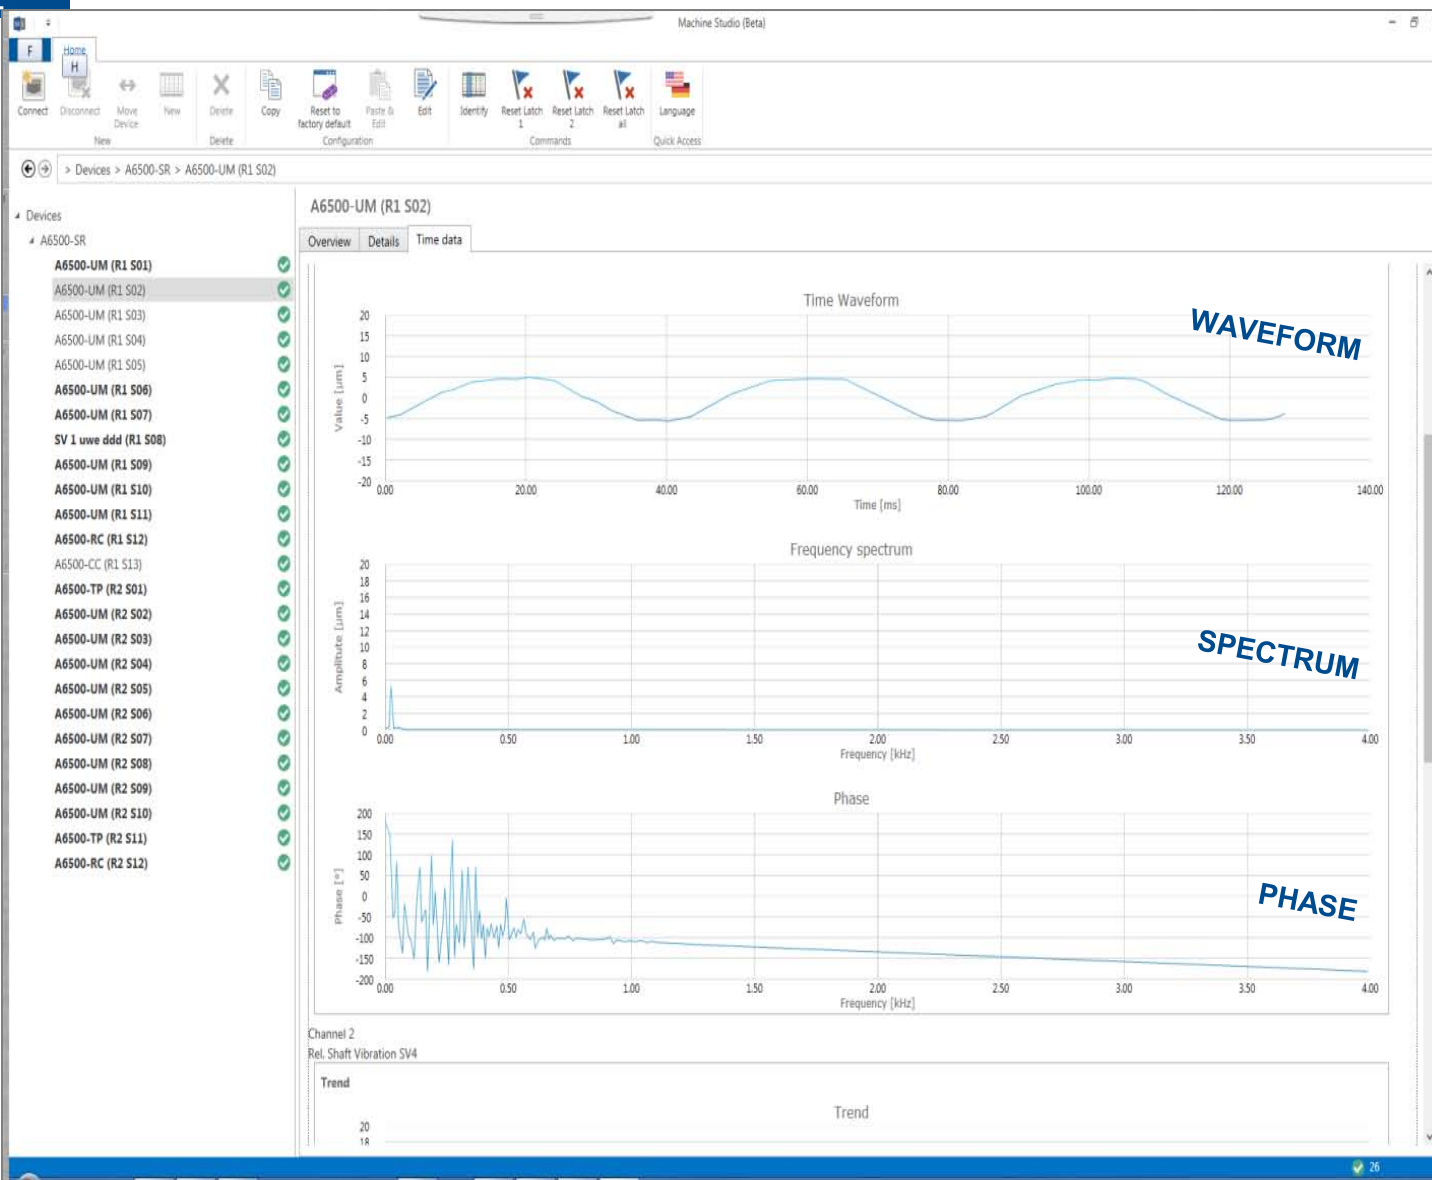 Machine Studio (Beta)
F
Home
H
Connect
Disconnect
Move Device
New
Delete
Copy
Reset to factory default
Paste & Edit
Edit
Identify
Reset Latch 1
Reset Latch 2
Reset Latch all
Language
New
Delete
Configuration
Commands
Quick Access
> Devices > A6500-SR > A6500-UM (R1 S02)
Devices
A6500-SR
A6500-UM (R1 S01)
A6500-UM (R1 S02)
A6500-UM (R1 S03)
A6500-UM (R1 S04)
A6500-UM (R1 S05)
A6500-UM (R1 S06)
A6500-UM (R1 S07)
SV 1 uwe ddd (R1 S08)
A6500-UM (R1 S09)
A6500-UM (R1 S10)
A6500-UM (R1 S11)
A6500-RC (R1 S12)
A6500-CC (R1 S13)
A6500-TP (R2 S01)
A6500-UM (R2 S02)
A6500-UM (R2 S03)
A6500-UM (R2 S04)
A6500-UM (R2 S05)
A6500-UM (R2 S06)
A6500-UM (R2 S07)
A6500-UM (R2 S08)
A6500-UM (R2 S09)
A6500-UM (R2 S10)
A6500-TP (R2 S11)
A6500-RC (R2 S12)
A6500-UM (R1 S02)
Overview Details Time data
Time Waveform
WAVEFORM
Value [µm]
20
15
10
5
0
-5
-10
-15
-20
0.00 20.00 40.00 60.00 80.00 100.00 120.00 140.00
Time [ms]
Frequency spectrum
SPECTRUM
Amplitude [µm]
20
18
16
14
12
10
8
6
4
2
0
0.00 0.50 1.00 1.50 2.00 2.50 3.00 3.50 4.00
Frequency [kHz]
Phase
PHASE
Phase [°]
200
150
100
50
0
-50
-100
-150
-200
0.00 0.50 1.00 1.50 2.00 2.50 3.00 3.50 4.00
Frequency [kHz]
Channel 2
Rel. Shaft Vibration SV4
Trend
Trend
20
18
26